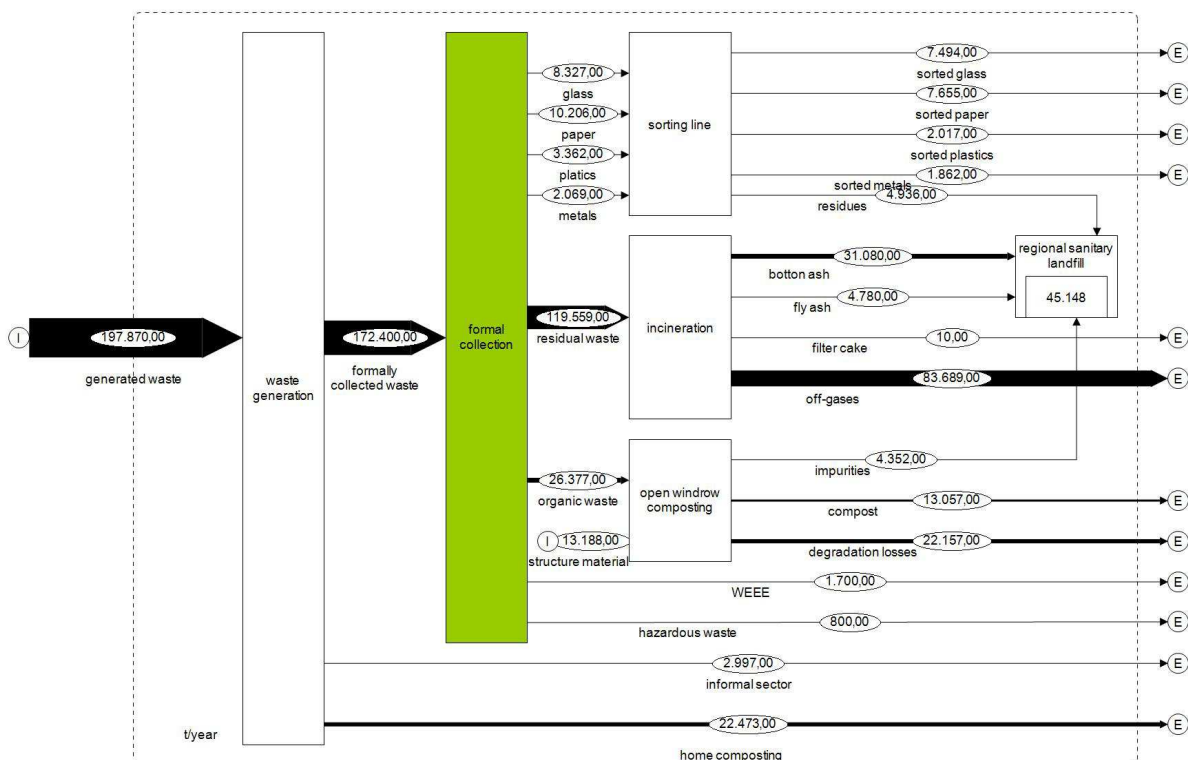 7.494,00
E
sorted glass
8.327,00
glass
7.655,00
E
sorted paper
10.206,00
paper
sorting line
2.017,00
E
sorted plastics
3.362,00
platics
1.862,00
E
sorted metals
2.069,00
metals
4.936,00
residues
regional sanitary
landfill
45.148
31.080,00
botton ash
4.780,00
fly ash
I
197.870,00
generated waste
waste
generation
172.400,00
formally
collected waste
formal
collection
119.559,00
residual waste
incineration
10,00
E
filter cake
83.689,00
E
off-gases
4.352,00
impurities
26.377,00
organic waste
open windrow
composting
13.057,00
E
compost
I
13.188,00
structure material
22.157,00
E
degradation losses
1.700,00
E
WEEE
800,00
E
hazardous waste
2.997,00
E
informal sector
22.473,00
E
home composting
t/year